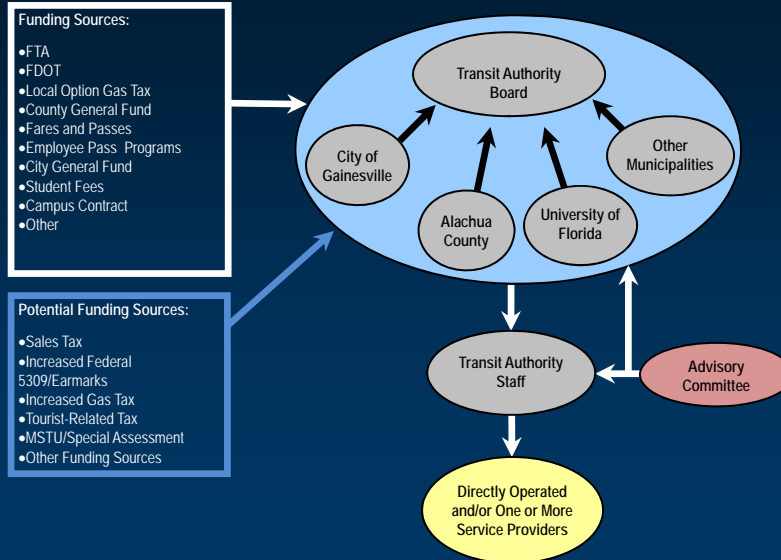 Funding Sources:
•FTA
•FDOT
•Local Option Gas Tax
•County General Fund
•Fares and Passes
•Employee Pass Programs
•City General Fund
•Student Fees
•Campus Contract
•Other
Potential Funding Sources:
•Sales Tax
•Increased Federal
5309/Earmarks
•Increased Gas Tax
•Tourist-Related Tax
•MSTU/Special Assessment
•Other Funding Sources
Transit Authority
Board
City of
Gainesville
Alachua
County
University of
Florida
Other
Municipalities
Transit Authority
Staff
Advisory
Committee
Directly Operated
and/or One or More
Service Providers